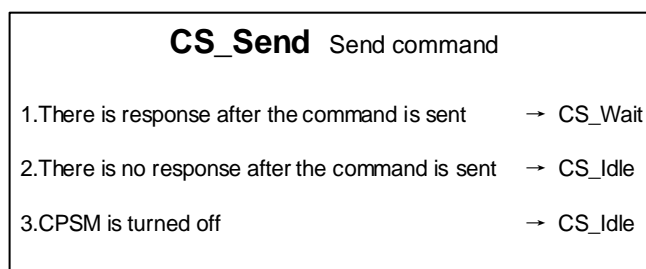 CS_Send Send command
1.There is response after the command is sent → CS_Wait
2.There is no response after the command is sent → CS_Idle
3.CPSM is turned off → CS_Idle